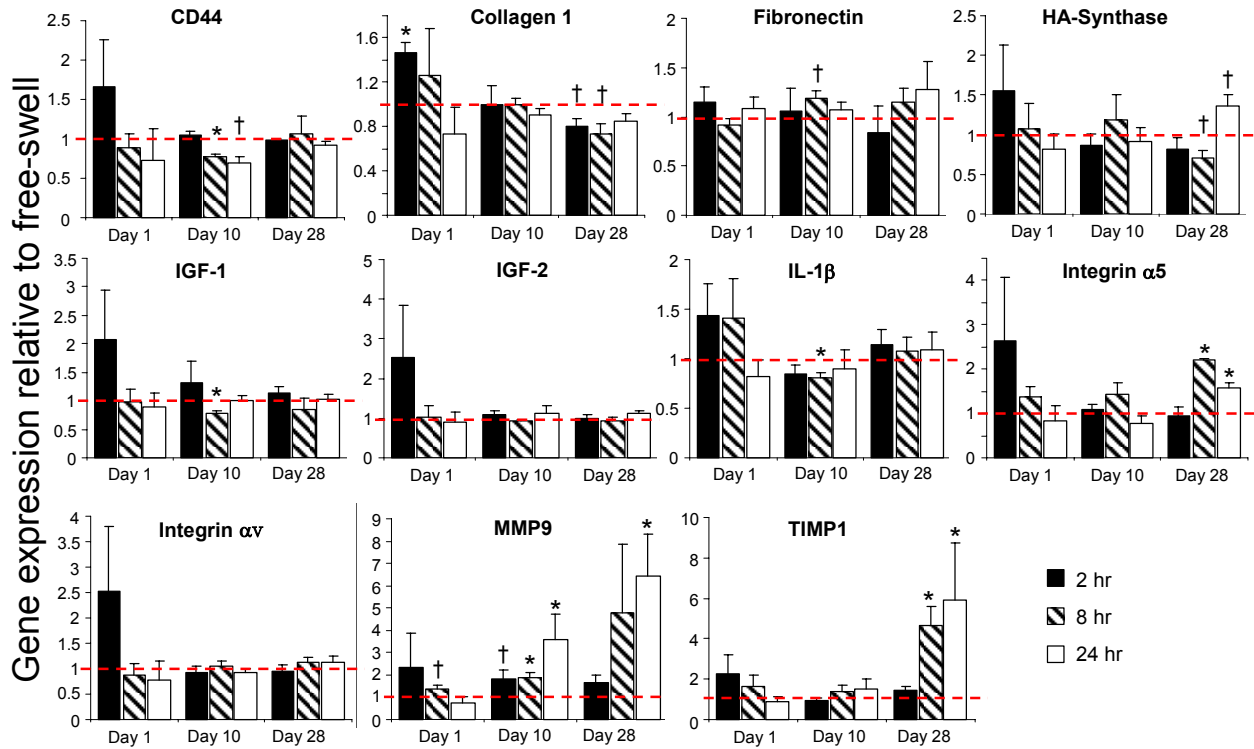 Gene expression relative to free-swell
CD44
2.5
2
1.5
1
0.5
0
* †
Day 1 Day 10 Day 28
Collagen 1
1.6
1.2
0.8
0.4
0
* † †
Day 1 Day 10 Day 28
Fibronectin
2
1.5
1
0.5
0
†
Day 1 Day 10 Day 28
HA-Synthase
2.5
2
1.5
1
0.5
0
† †
Day 1 Day 10 Day 28
IGF-1
3.5
3
2.5
2
1.5
1
0.5
0
*
Day 1 Day 10 Day 28
IGF-2
5
4
3
2
1
0
Day 1 Day 10 Day 28
IL-1β
2
1.5
1
0.5
0
*
Day 1 Day 10 Day 28
Integrin α5
5
4
3
2
1
0
* *
Day 1 Day 10 Day 28
Integrin αv
4
3.5
3
2.5
2
1.5
1
0.5
0
Day 1 Day 10 Day 28
MMP9
9
8
7
6
5
4
3
2
1
0
† † * * *
Day 1 Day 10 Day 28
TIMP1
10
8
6
4
2
0
* *
Day 1 Day 10 Day 28
2 hr
8 hr
24 hr